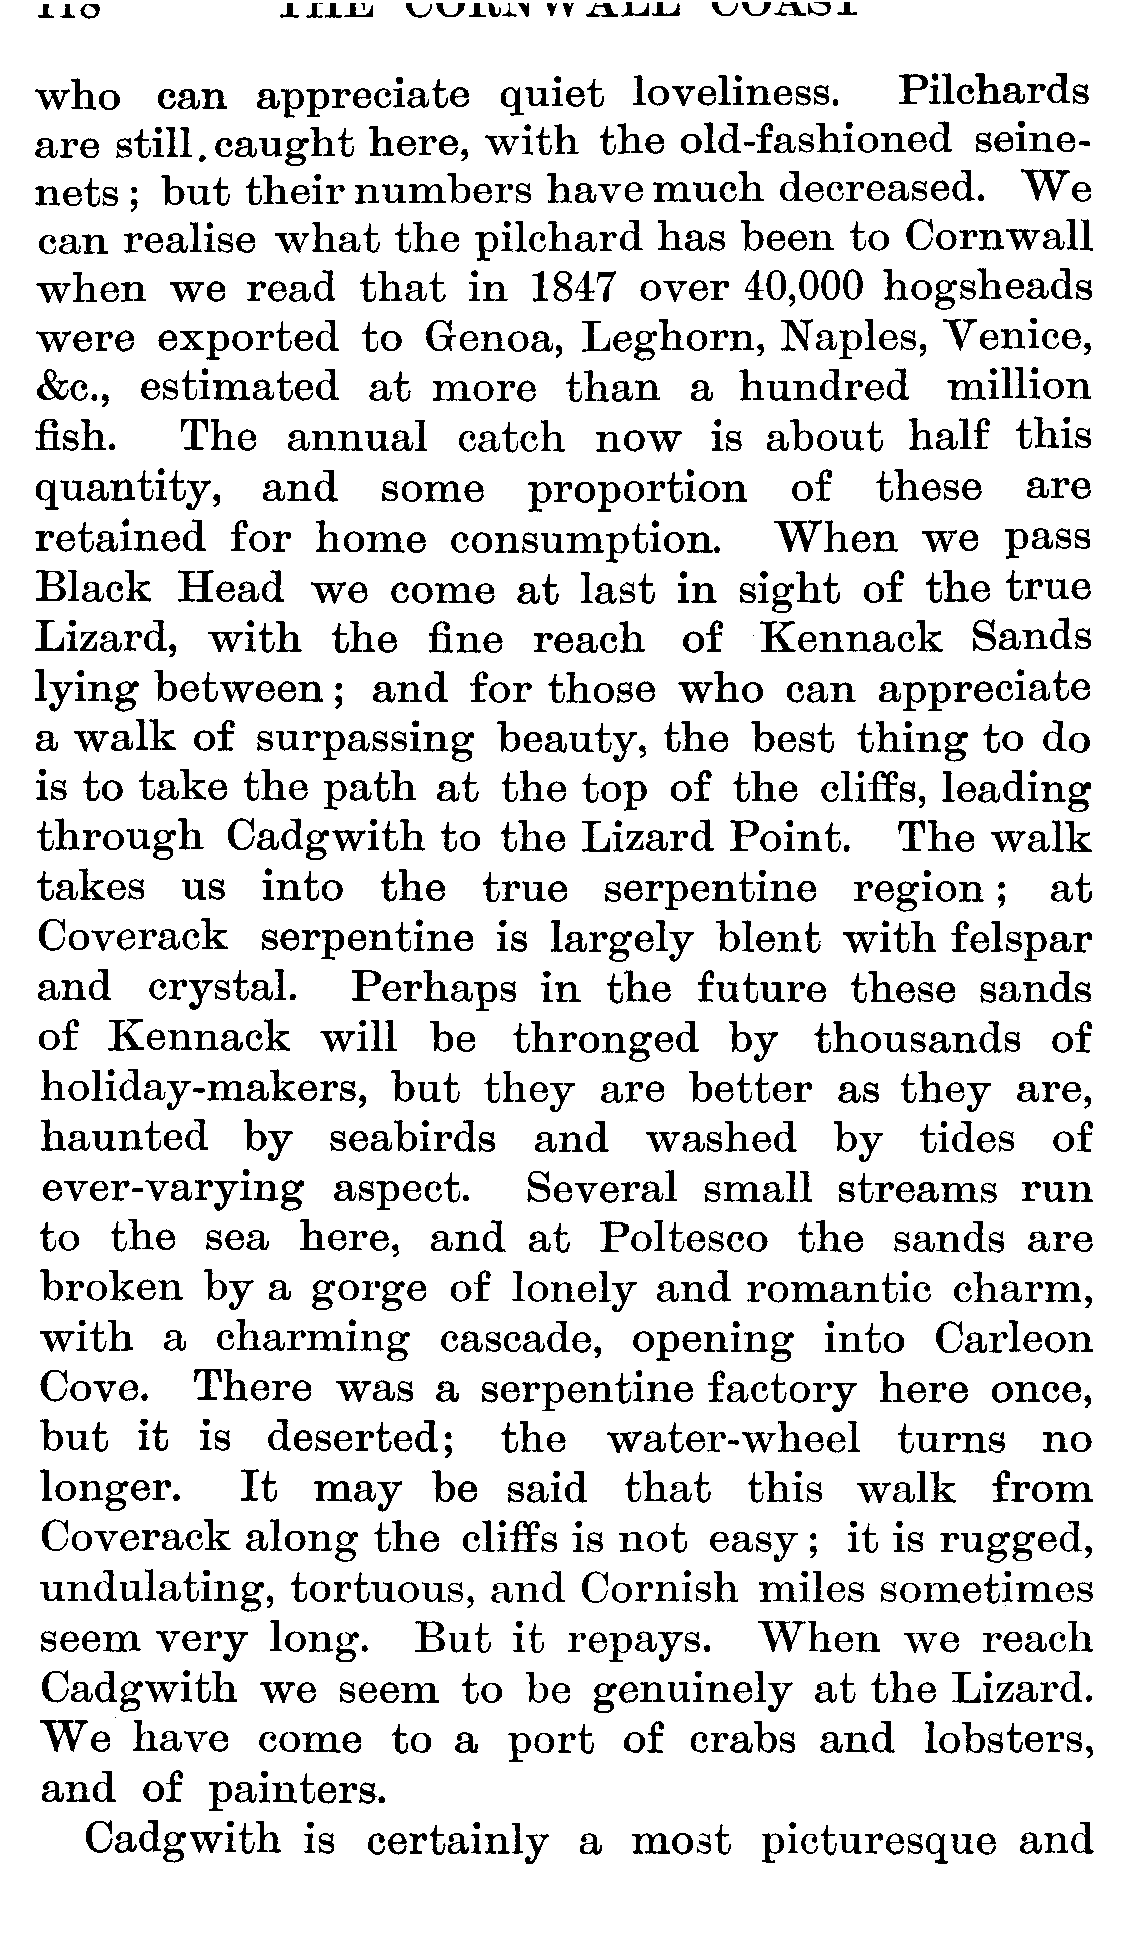 118 THE CORNWALL COAST
who can appreciate quiet loveliness. Pilchards
are still caught here, with the old-fashioned seine-
nets; but their numbers have much decreased. We
can realise what the pilchard has been to Cornwall
when we read that in 1847 over 40,000 hogsheads
were exported to Genoa, Leghorn, Naples, Venice,
&c., estimated at more than a hundred million
fish. The annual catch now is about half this
quantity, and some proportion of these are
retained for home consumption. When we pass
Black Head we come at last in sight of the true
Lizard, with the fine reach of Kennack Sands
lying between; and for those who can appreciate
a walk of surpassing beauty, the best thing to do
is to take the path at the top of the cliffs, leading
through Cadgwith to the Lizard Point. The walk
takes us into the true serpentine region; at
Coverack serpentine is largely blent with felspar
and crystal. Perhaps in the future these sands
of Kennack will be thronged by thousands of
holiday-makers, but they are better as they are,
haunted by seabirds and washed by tides of
ever-varying aspect. Several small streams run
to the sea here, and at Poltesco the sands are
broken by a gorge of lonely and romantic charm,
with a charming cascade, opening into Carleon
Cove. There was a serpentine factory here once,
but it is deserted; the water-wheel turns no
longer. It may be said that this walk from
Coverack along the cliffs is not easy; it is rugged,
undulating, tortuous, and Cornish miles sometimes
seem very long. But it repays. When we reach
Cadgwith we seem to be genuinely at the Lizard.
We have come to a port of crabs and lobsters,
and of painters.
Cadgwith is certainly a most picturesque and